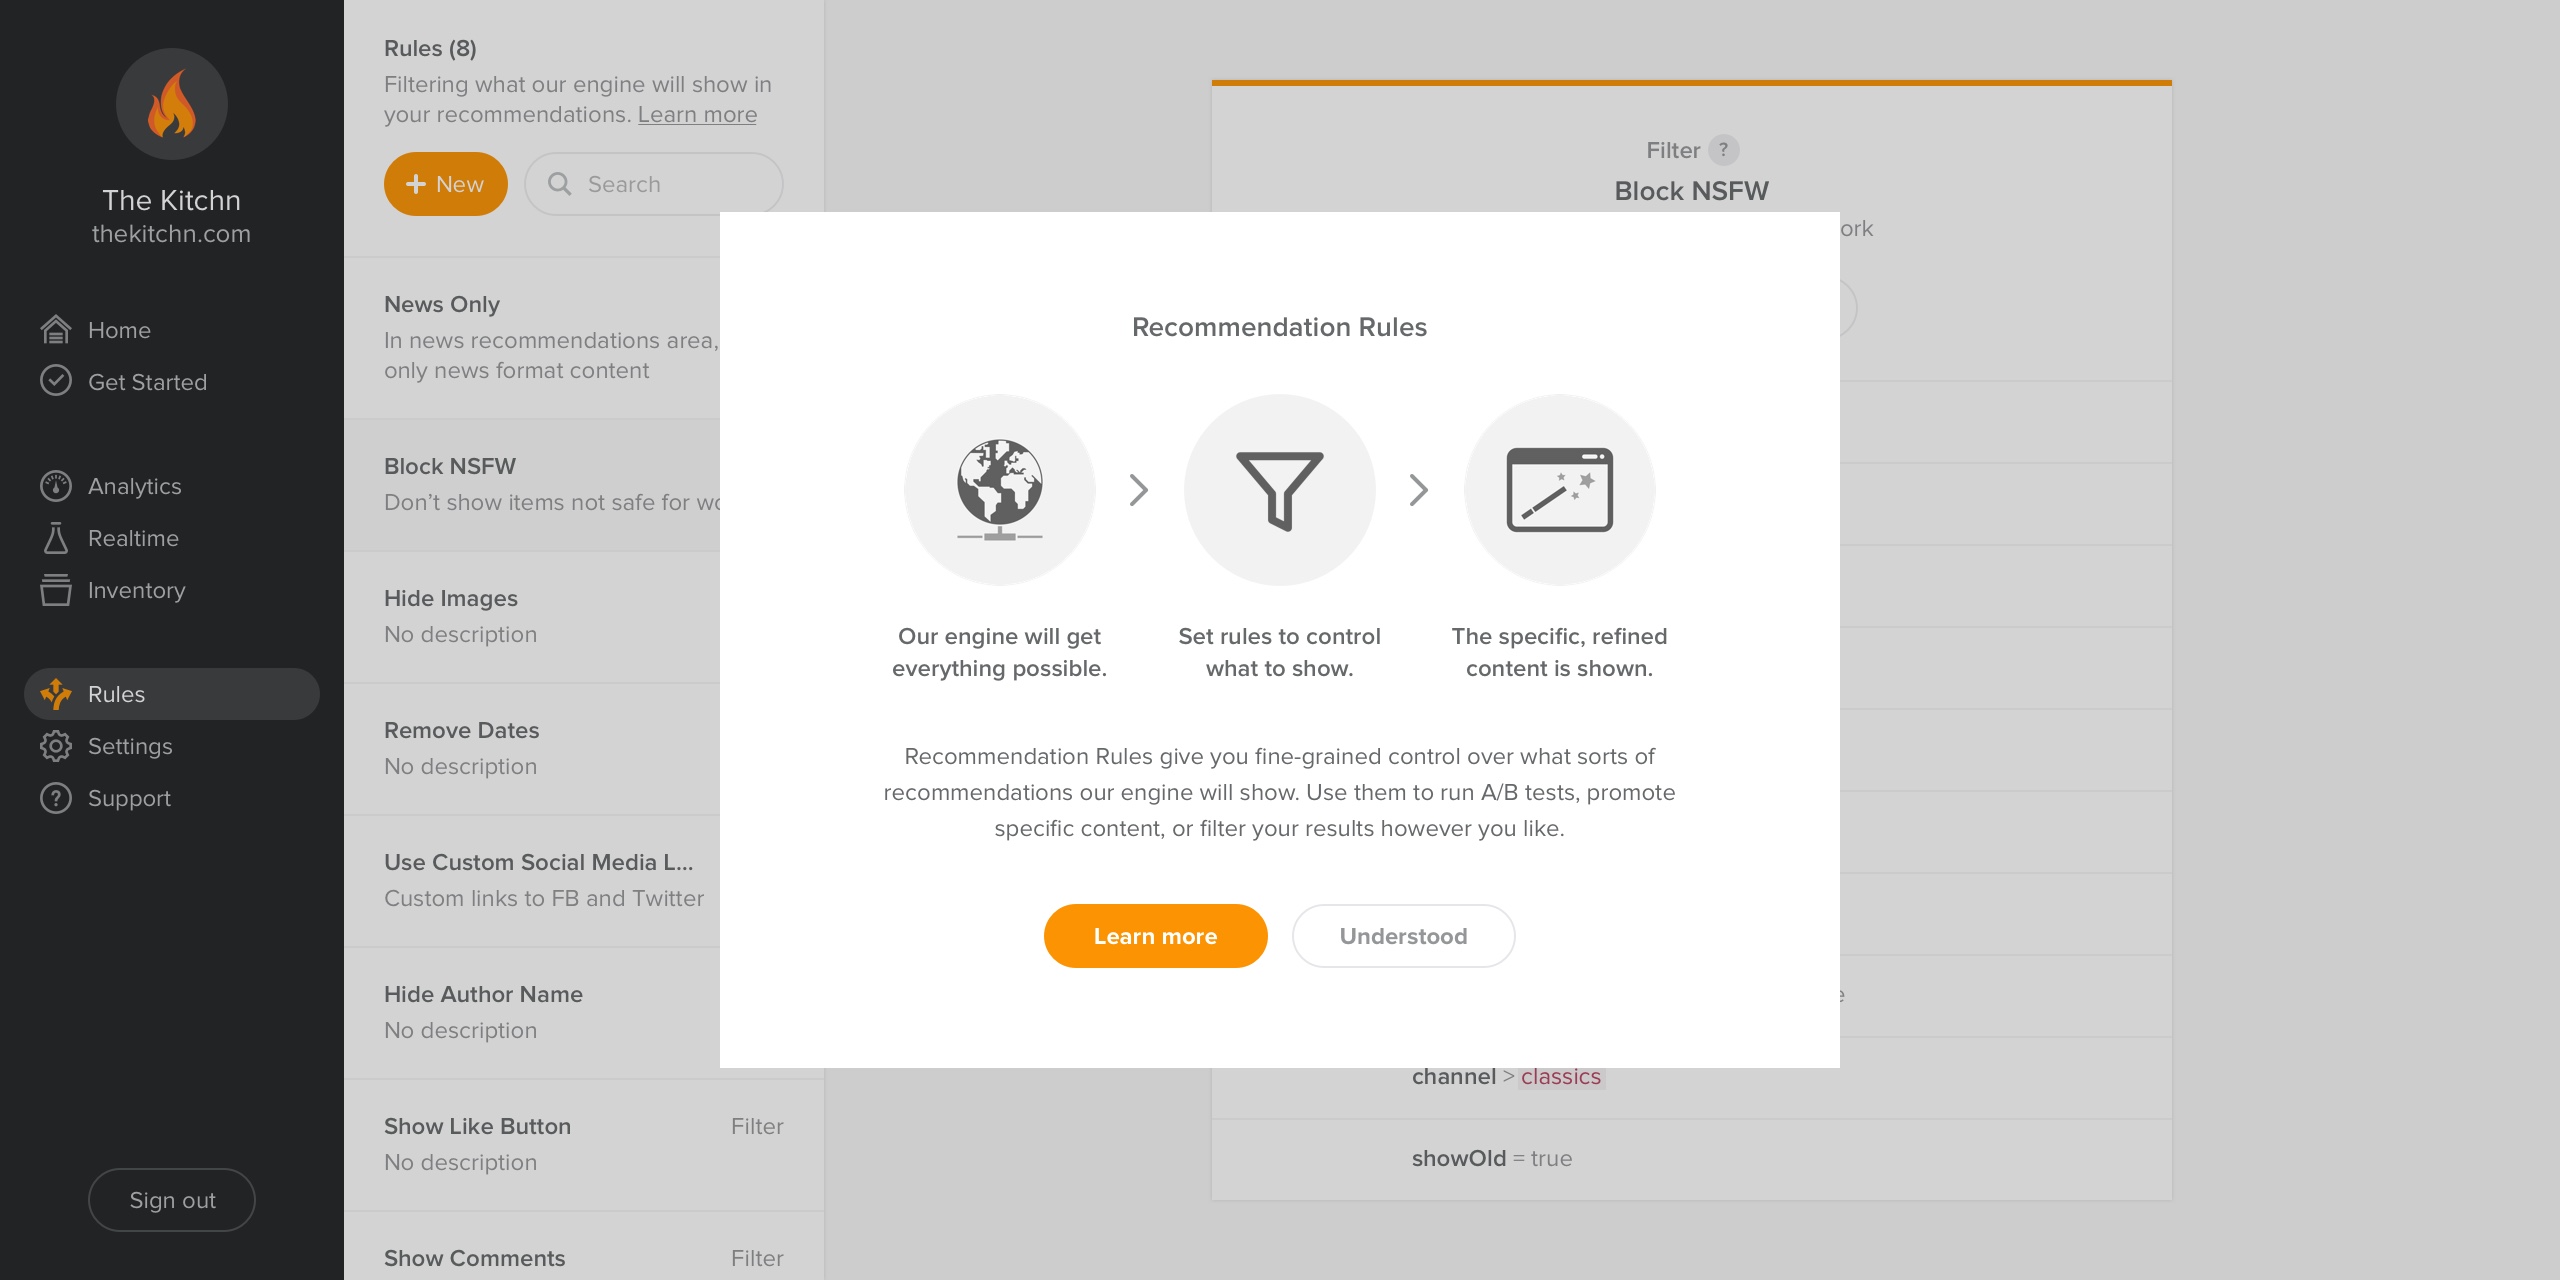 The Kitchn
thekitchn.com
Home
Get Started
Analytics
Realtime
Inventory
Rules
Settings
? Support
Sign out
Rules (8)
Filtering what our engine will show in
your recommendations. Learn more
+ New
Search
News Only
In news recommendations area,
only news format content
Block NSFW
Don’t show items not safe for
Hide Images
No description
Remove Dates
No description
Use Custom Social Media L...
Custom links to FB and Twitter
Hide Author Name
No description
Show Like Button Filter
No description
Show Comments Filter
Filter ?
Block NSFW
Recommendation Rules
Our engine will get
everything possible.
Set rules to control
what to show.
The specific, refined
content is shown.
Recommendation Rules give you fine-grained control over what sorts of
recommendations our engine will show. Use them to run A/B tests, promote
specific content, or filter your results however you like.
Learn more
Understood
channel > classics
showOld = true